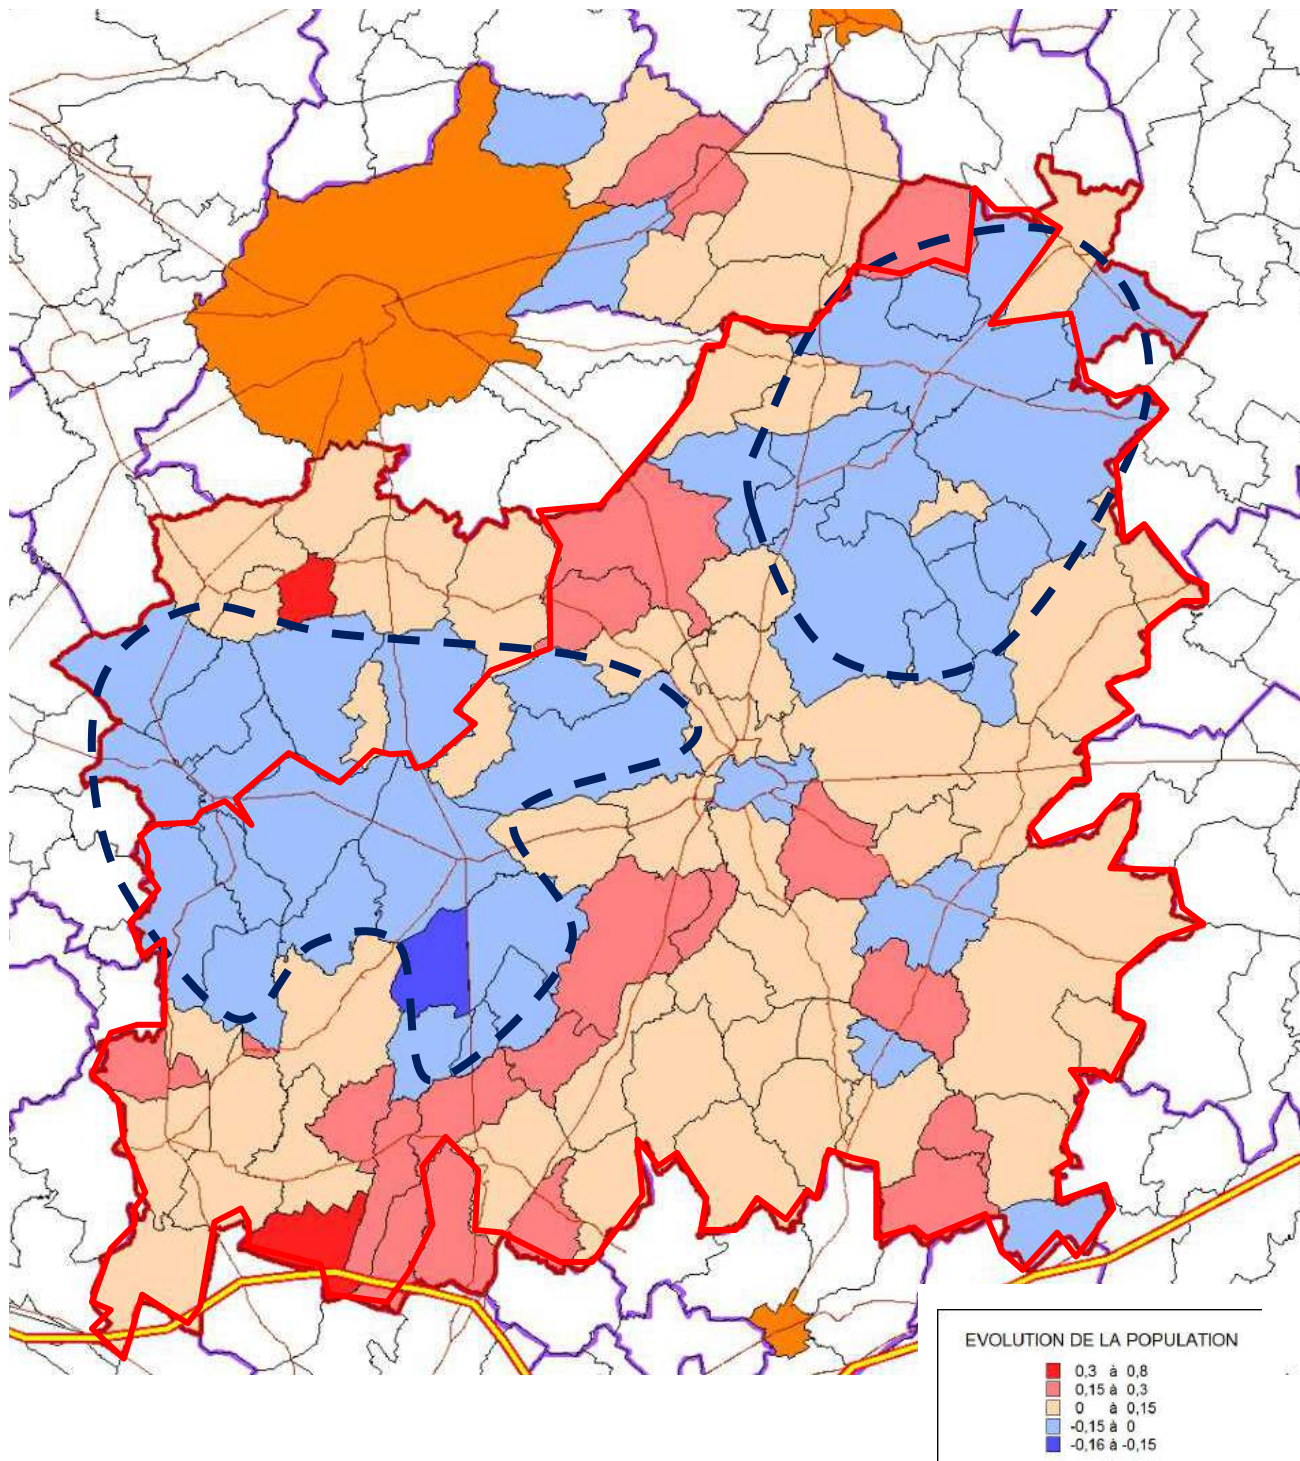 EVOLUTION DE LA POPULATION
0,3 à 0,8
0,15 à 0,3
0 à 0,15
-0,15 à 0
-0,16 à -0,15